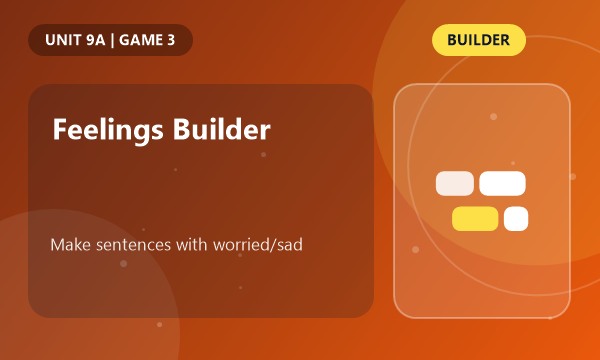 UNIT 9A | GAME 3
BUILDER
Feelings Builder
Make sentences with worried/sad